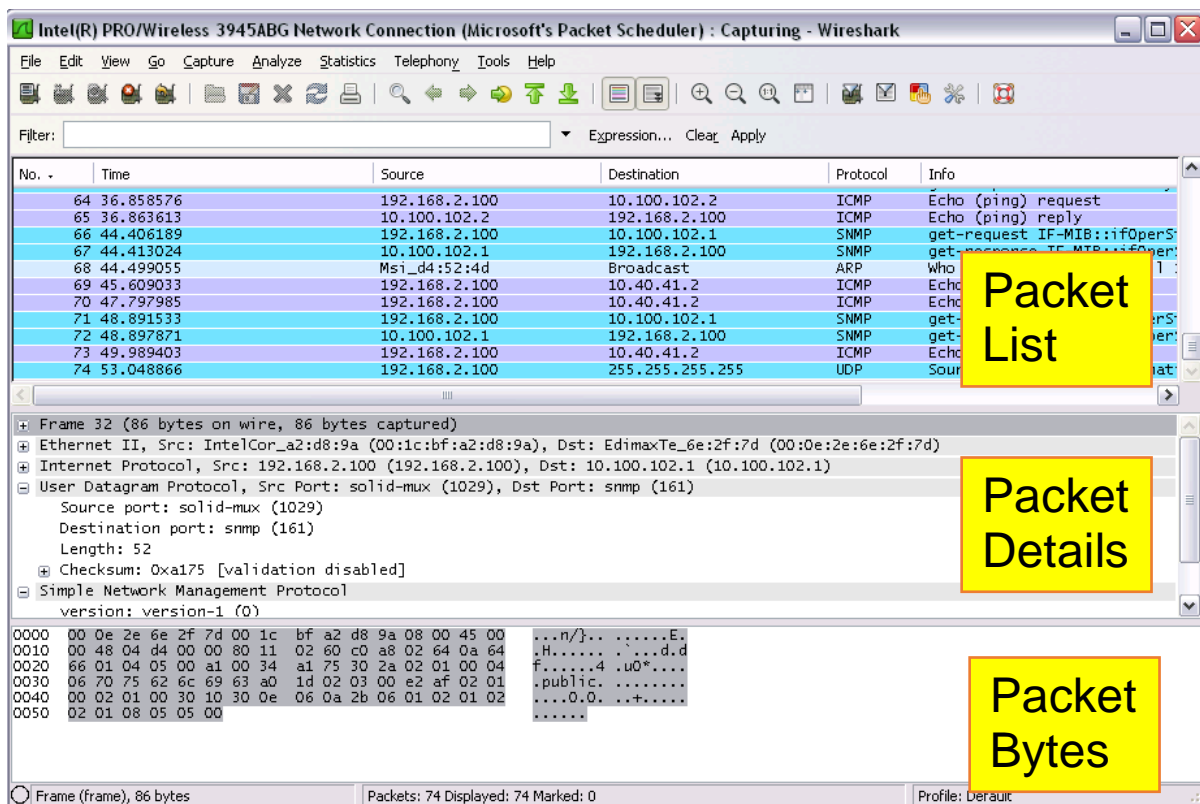 Intel(R) PRO/Wireless 3945ABG Network Connection (Microsoft's Packet Scheduler) : Capturing - Wireshark
File Edit View Go Capture Analyze Statistics Telephony Tools Help
Filter: Expression... Clear Apply
No. Time Source Destination Protocol Info
64 36.858576 192.168.2.100 10.100.102.2 ICMP Echo (ping) request
65 36.863613 10.100.102.2 192.168.2.100 ICMP Echo (ping) reply
66 44.406189 192.168.2.100 10.100.102.1 SNMP get-request IF-MIB::ifOperS
67 44.413024 10.100.102.1 192.168.2.100 SNMP
68 44.499055 Msi_d4:52:4d Broadcast ARP Who
69 45.609033 192.168.2.100 10.40.41.2 ICMP Echo
70 47.797985 192.168.2.100 10.40.41.2 ICMP Echo
71 48.891533 192.168.2.100 10.100.102.1 SNMP get-
72 48.897871 10.100.102.1 192.168.2.100 SNMP get-
73 49.989403 192.168.2.100 10.40.41.2 ICMP Echo
74 53.048866 192.168.2.100 255.255.255.255 UDP Sour
Packet
List
Frame 32 (86 bytes on wire, 86 bytes captured)
Ethernet II, Src: IntelCor_a2:d8:9a (00:1c:bf:a2:d8:9a), Dst: EdimaxTe_6e:2f:7d (00:0e:2e:6e:2f:7d)
Internet Protocol, Src: 192.168.2.100 (192.168.2.100), Dst: 10.100.102.1 (10.100.102.1)
User Datagram Protocol, Src Port: solid-mux (1029), Dst Port: snmp (161)
Source port: solid-mux (1029)
Destination port: snmp (161)
Length: 52
Checksum: 0xa175 [validation disabled]
Simple Network Management Protocol
version: version-1 (0)
Packet
Details
0000 00 0e 2e 6e 2f 7d 00 1c bf a2 d8 9a 08 00 45 00 ...n/}.. ......E.
0010 00 48 04 d4 00 00 80 11 02 60 c0 a8 02 64 0a 64 .H...... .`...d.d
0020 66 01 04 05 00 a1 00 34 a1 75 30 2a 02 01 00 04 f......4 .u0*....
0030 06 70 75 62 6c 69 63 a0 1d 02 03 00 e2 af 02 01 .public. ........
0040 00 02 01 00 30 10 30 0e 06 0a 2b 06 01 02 01 02 ....0.0. ..+.....
0050 02 01 08 05 05 00 ......
Packet
Bytes
Frame (frame), 86 bytes Packets: 74 Displayed: 74 Marked: 0 Profile: Default